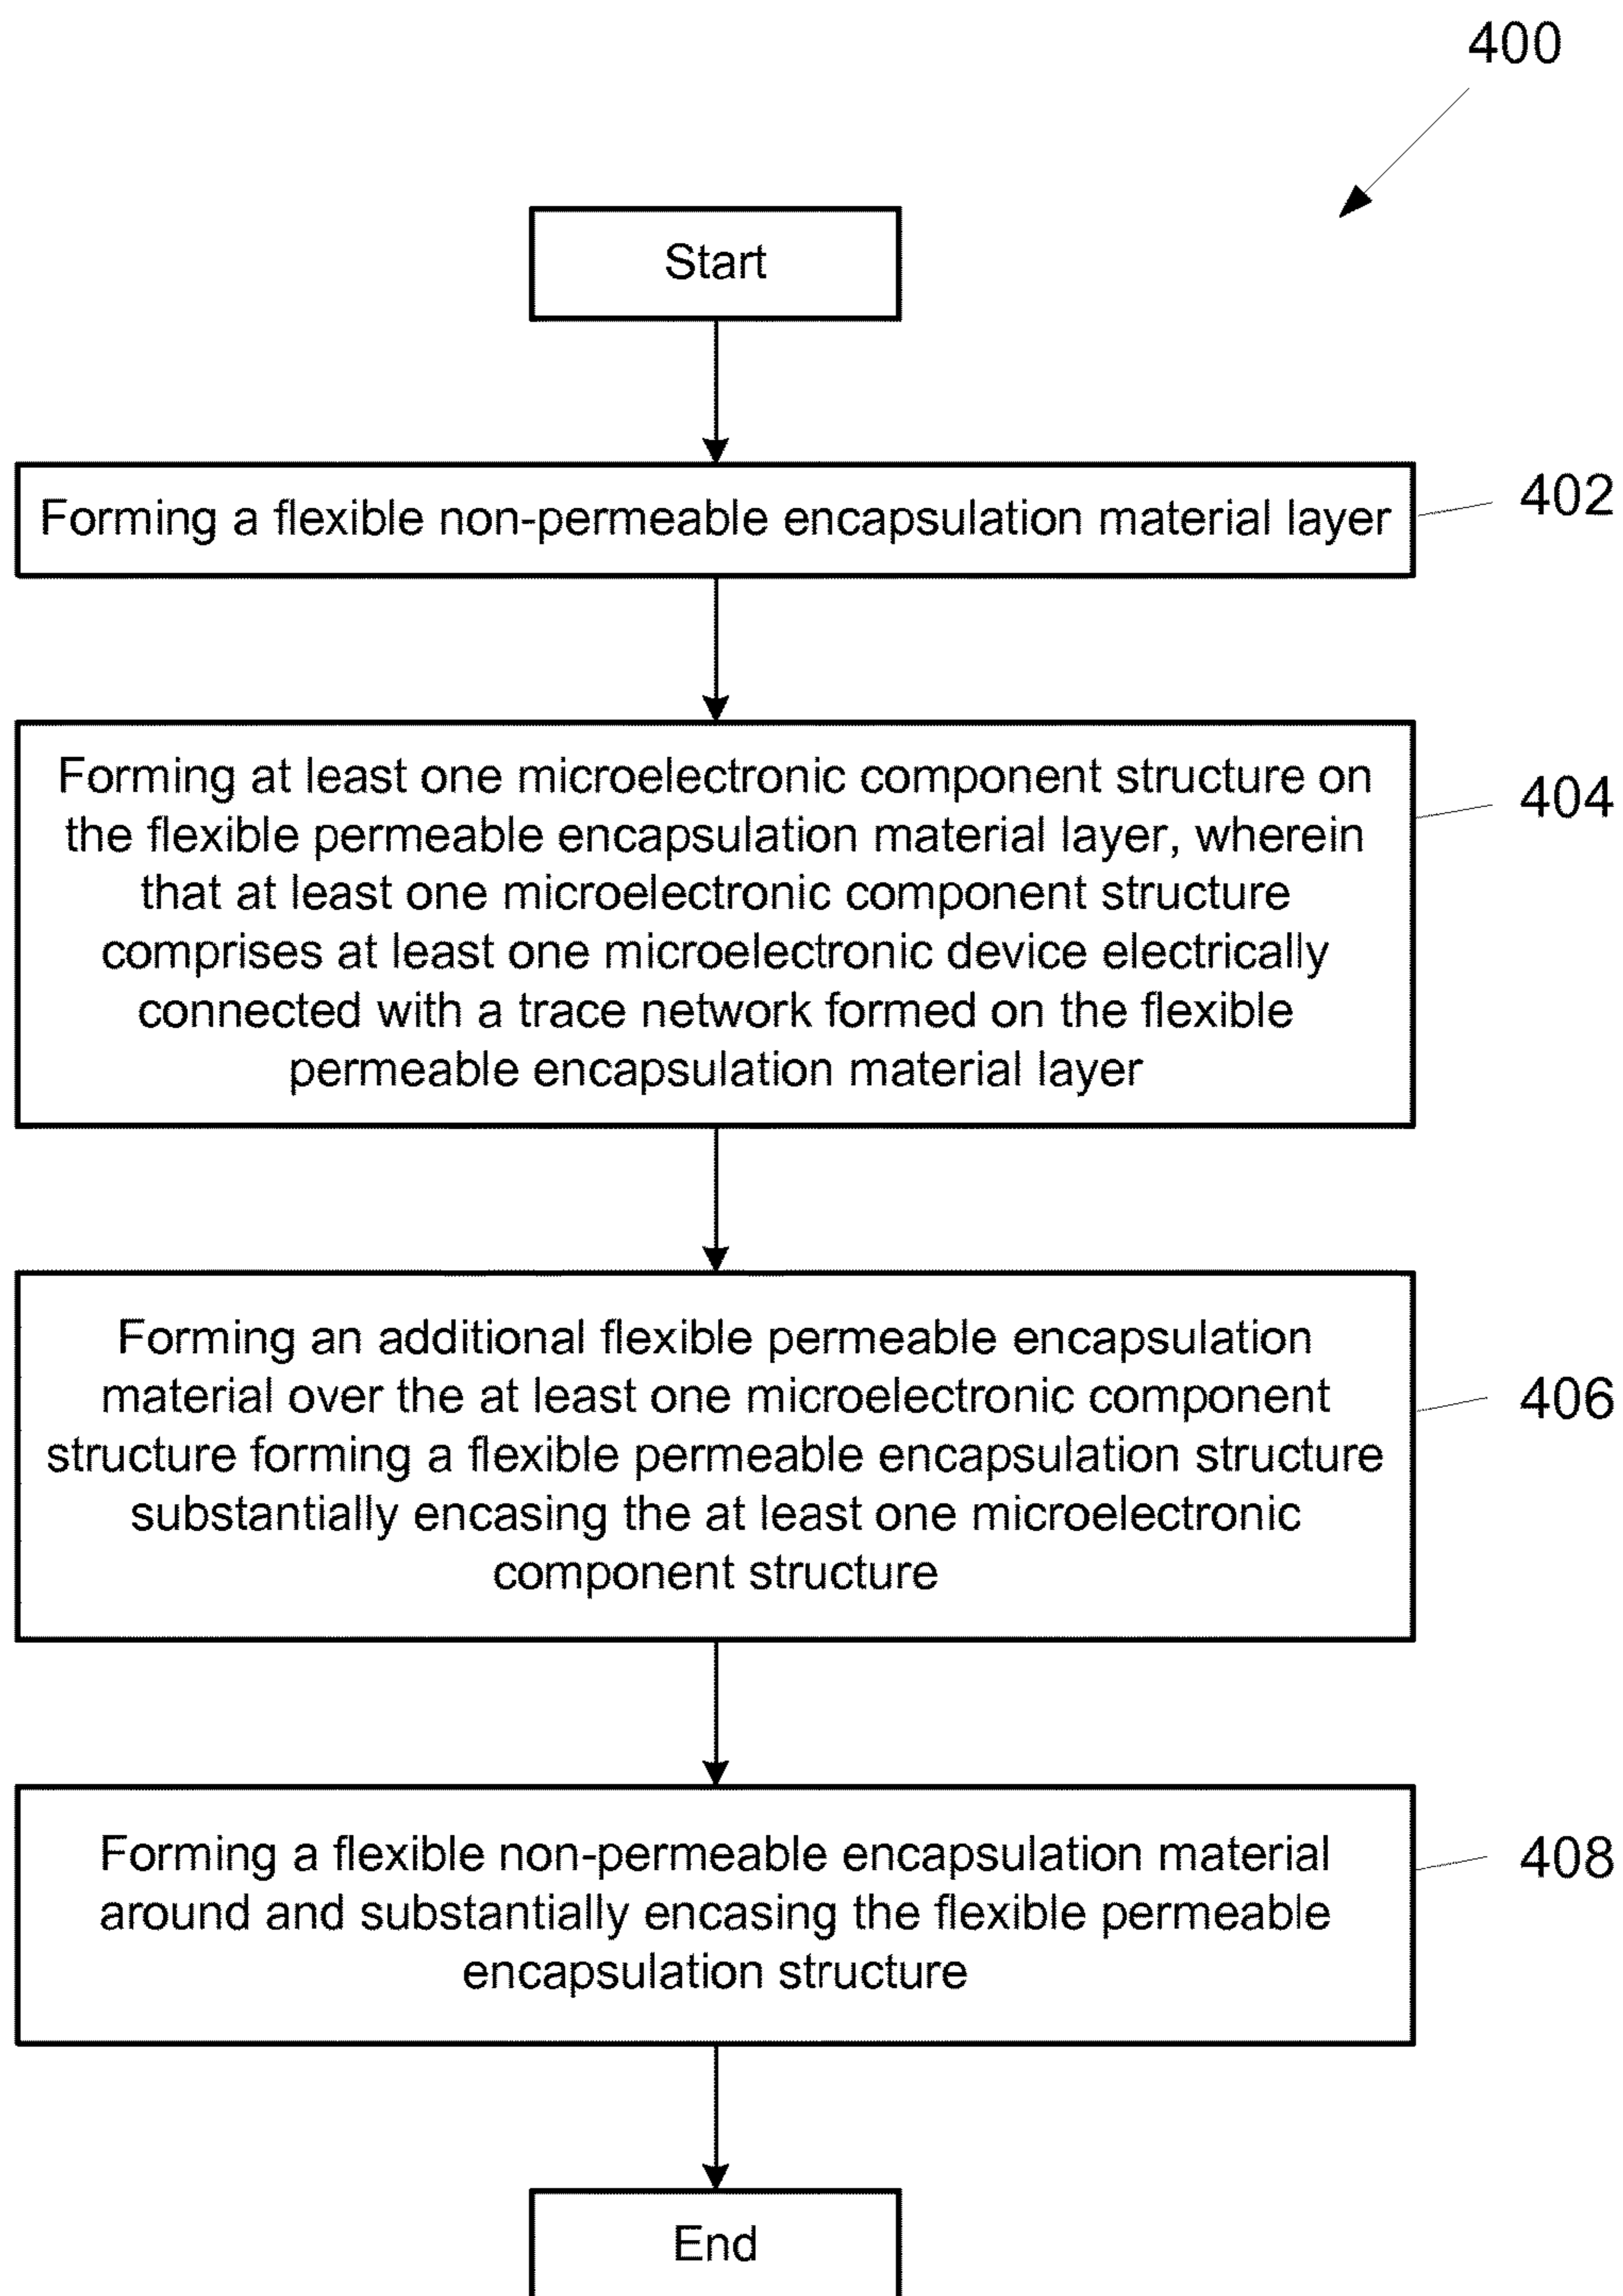 400
Start
Forming a flexible non-permeable encapsulation material layer
402
Forming at least one microelectronic component structure on
the flexible permeable encapsulation material layer, wherein
that at least one microelectronic component structure
comprises at least one microelectronic device electrically
connected with a trace network formed on the flexible
permeable encapsulation material layer
404
Forming an additional flexible permeable encapsulation
material over the at least one microelectronic component
structure forming a flexible permeable encapsulation structure
substantially encasing the at least one microelectronic
component structure
406
Forming a flexible non-permeable encapsulation material
around and substantially encasing the flexible permeable
encapsulation structure
408
End